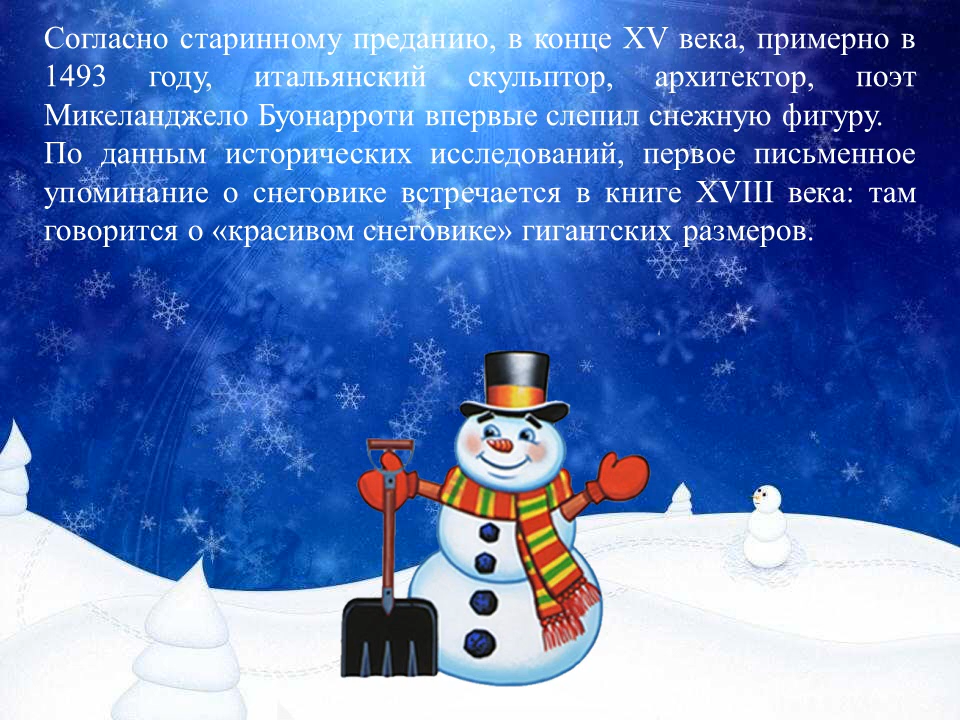 Согласно старинному преданию, в конце XV века, примерно в
1493 году, итальянский скульптор, архитектор, поэт
Микеланджело Буонарроти впервые слепил снежную фигуру.
По данным исторических исследований, первое письменное
упоминание о снеговике встречается в книге XVIII века: там
говорится о «красивом снеговике» гигантских размеров.